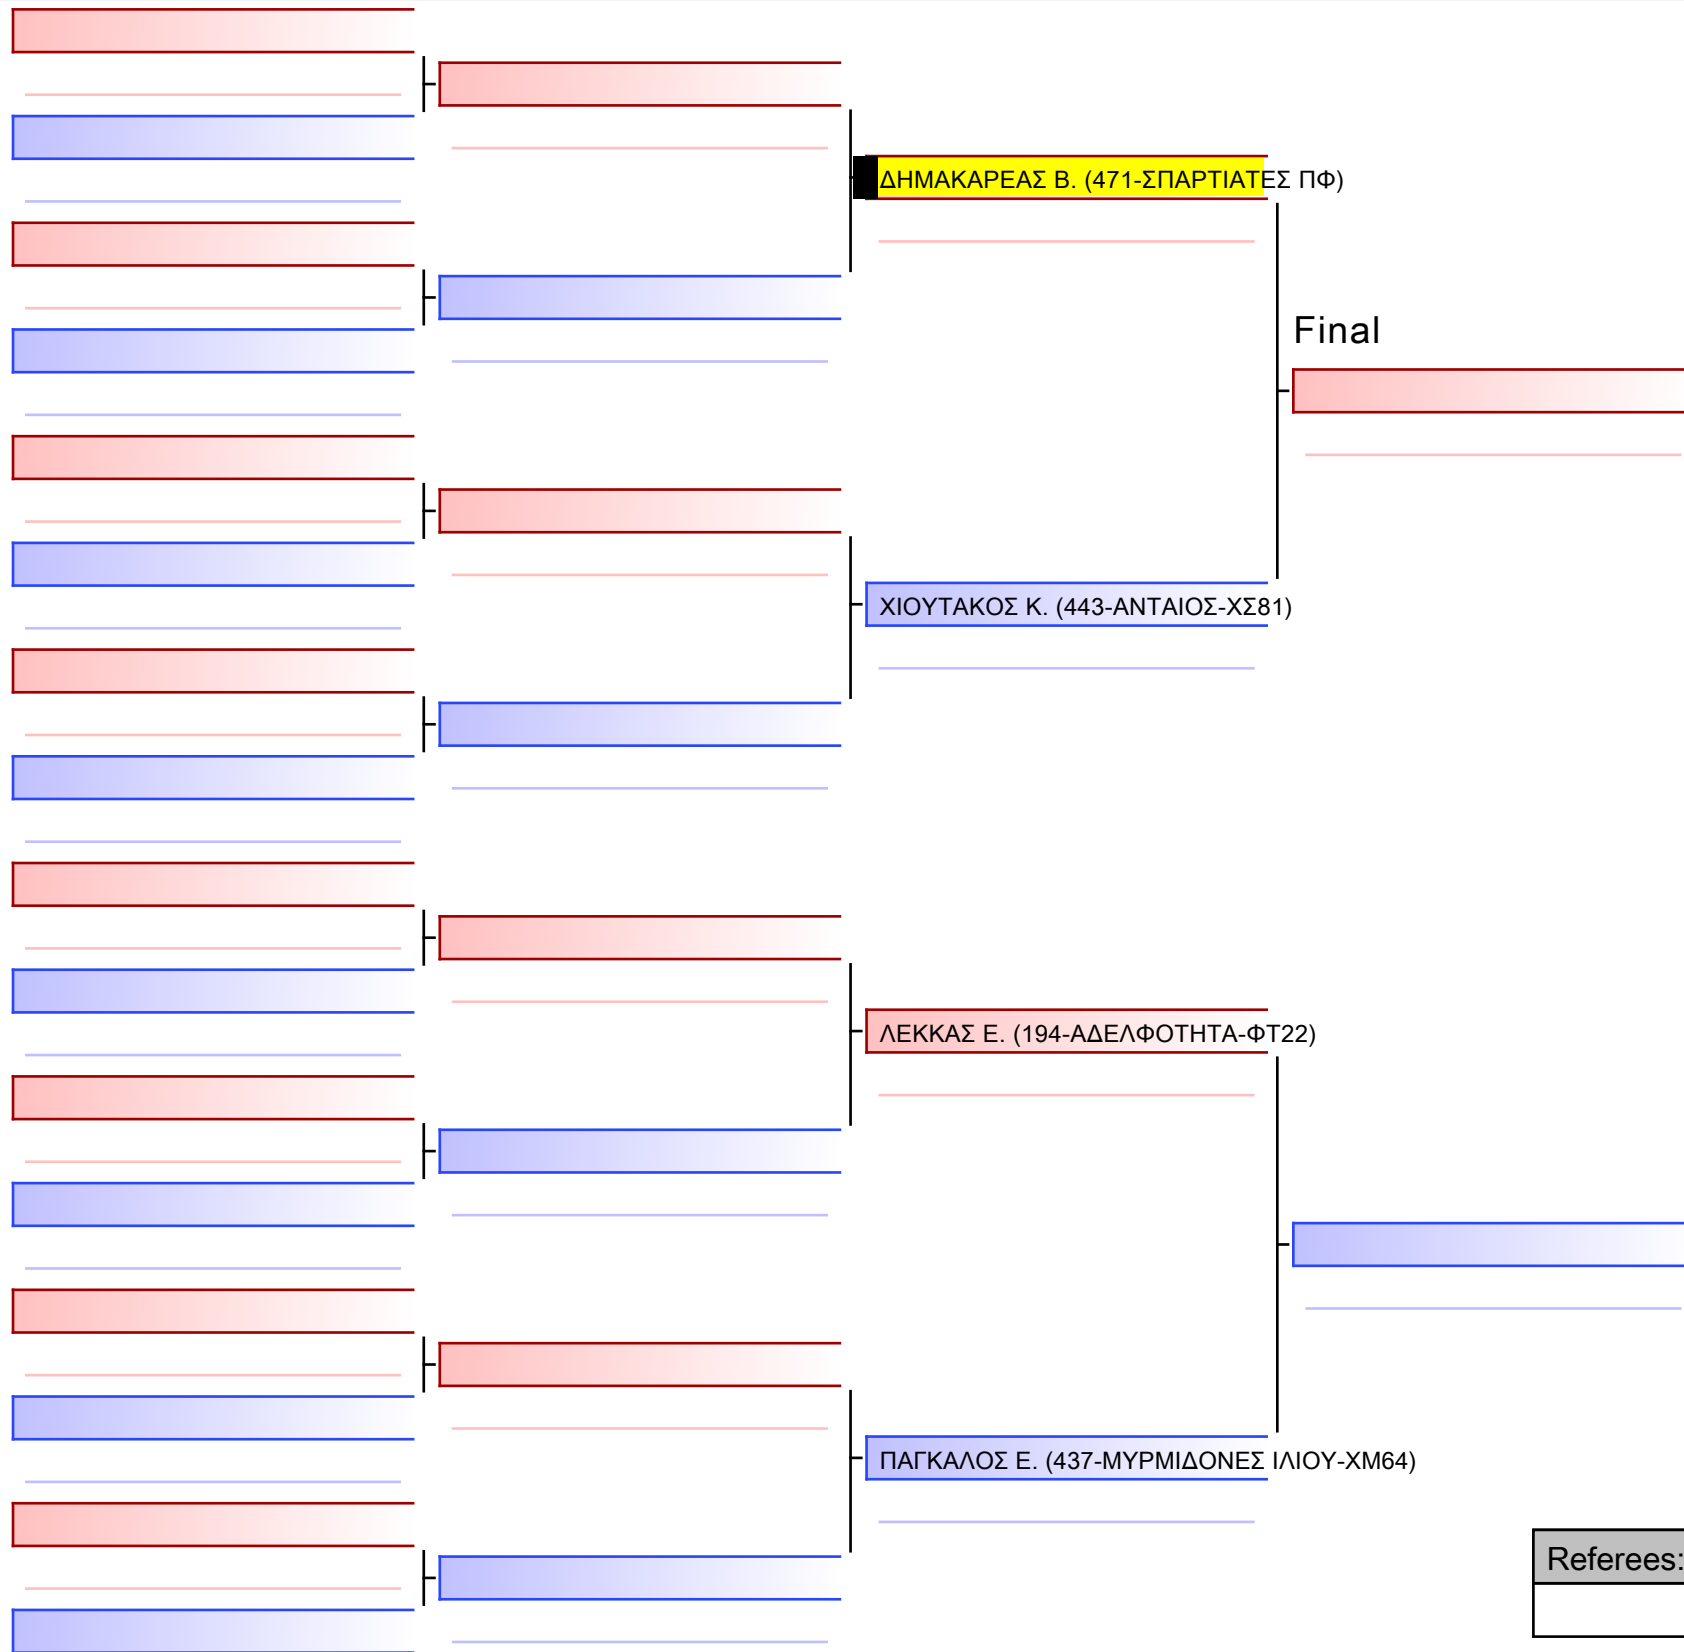 ΔΗΜΑΚΑΡΕΑΣ Β. (471-ΣΠΑΡΤΙΑΤΕΣ ΠΦ)
Final
ΧΙΟΥΤΑΚΟΣ Κ. (443-ΑΝΤΑΙΟΣ-ΧΣ81)
ΛΕΚΚΑΣ Ε. (194-ΑΔΕΛΦΟΤΗΤΑ-ΦΤ22)
ΠΑΓΚΑΛΟΣ Ε. (437-ΜΥΡΜΙΔΟΝΕΣ ΙΛΙΟΥ-ΧΜ64)
Referees: